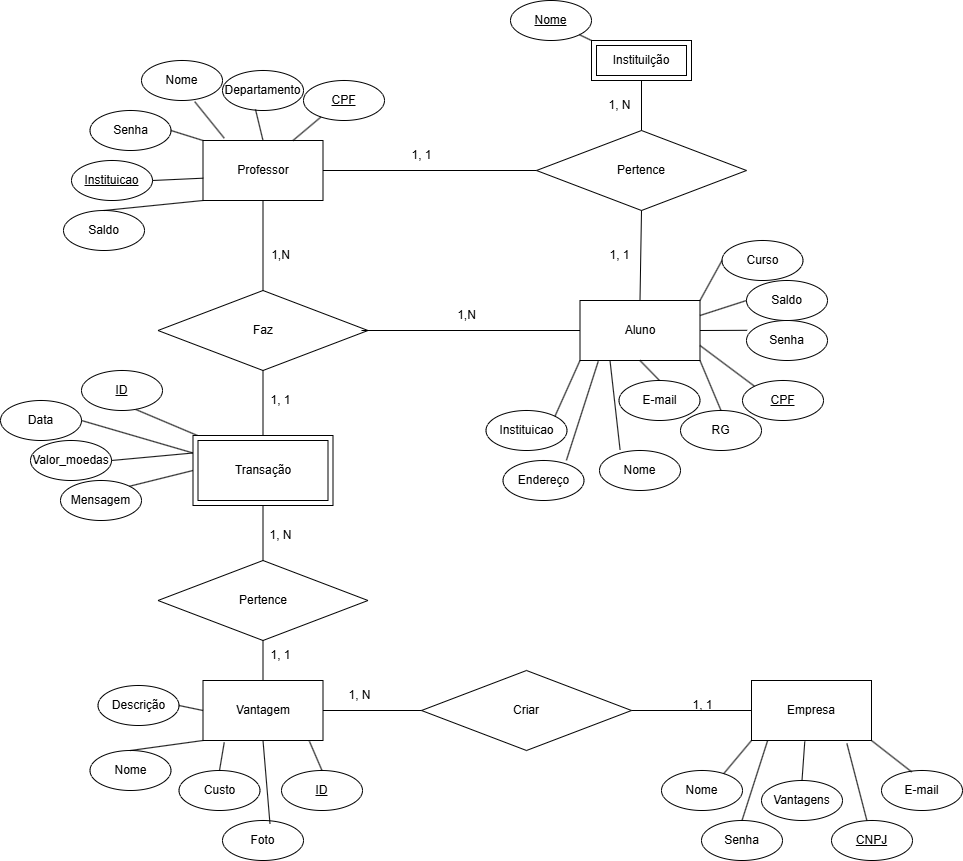 Nome
Instituilção
1, N
Nome
Departamento
CPF
Senha
Professor
1, 1
Pertence
Instituicao
Saldo
1,N
1, 1
Curso
Saldo
Faz
1,N
Aluno
Senha
ID
1, 1
E-mail
CPF
Data
Instituicao
RG
Valor_moedas
Transação
Nome
Endereço
Mensagem
1, N
Pertence
1, 1
Descrição
Vantagem
1, N
Criar
1, 1
Empresa
Nome
Custo
ID
Nome
Vantagens
E-mail
Foto
Senha
CNPJ